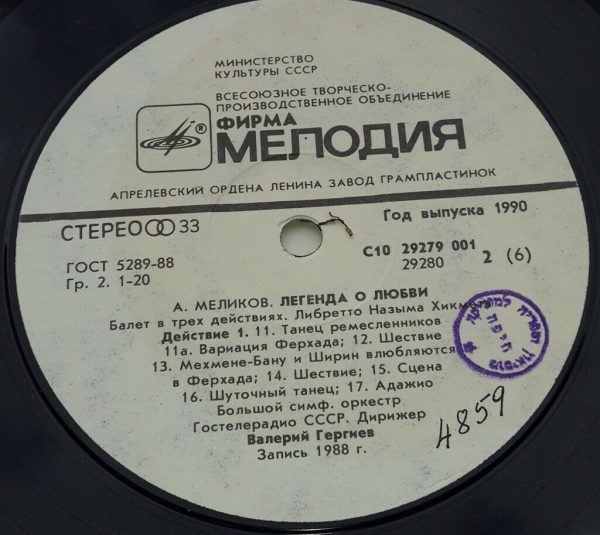 МИНИСТЕРСТВО
КУЛЬТУРЫ СССР
ВСЕСОЮЗНОЕ ТВОРЧЕСКО-
ПРОИЗВОДСТВЕННОЕ ОБЪЕДИНЕНИЕ
®
ФИРМА
МЕЛОДИЯ
АПРЕЛЕВСКИЙ ОРДЕНА ЛЕНИНА ЗАВОД ГРАМПЛАСТИНОК
СТЕРЕО 33
Год выпуска 1990
ГОСТ 5289-88
Гр. 2. 1-20
С10 29279 001
29280
2 (6)
А. МЕЛИКОВ. ЛЕГЕНДА О ЛЮБВИ
Балет в трех действиях. Либретто Назыма Хикмета
Действие 1. 11. Танец ремесленников
11а. Вариация Ферхада; 12. Шествие
13. Мехмене-Бану и Ширин влюбляются
в Ферхада; 14. Шествие; 15. Сцена
16. Шуточный танец; 17. Адажио
Большой симф. оркестр
Гостелерадио СССР. Дирижер
Валерий Гергиев
Запись 1988 г.
חיפה
4859